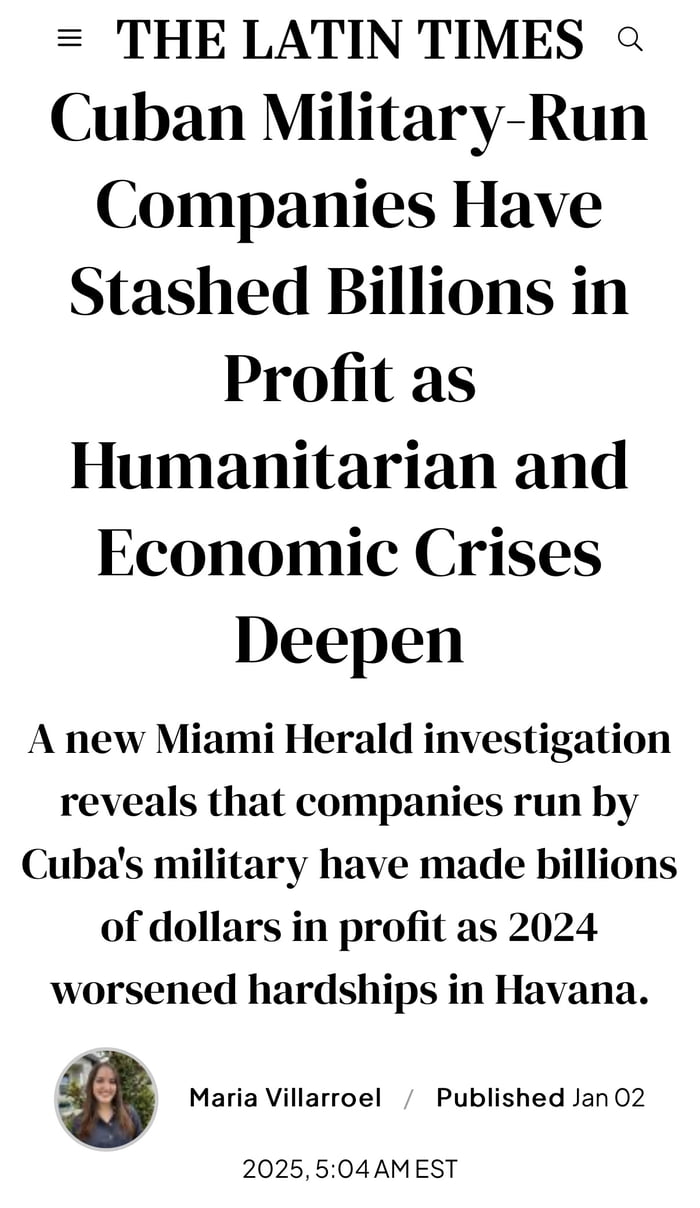 THE LATIN TIMES
Cuban Military-Run
Companies Have
Stashed Billions in
Profit as
Humanitarian and
Economic Crises
Deepen
A new Miami Herald investigation
reveals that companies run by
Cuba's military have made billions
of dollars in profit as 2024
worsened hardships in Havana.
Maria Villarroel / Published Jan 02
2025, 5:04 AM EST